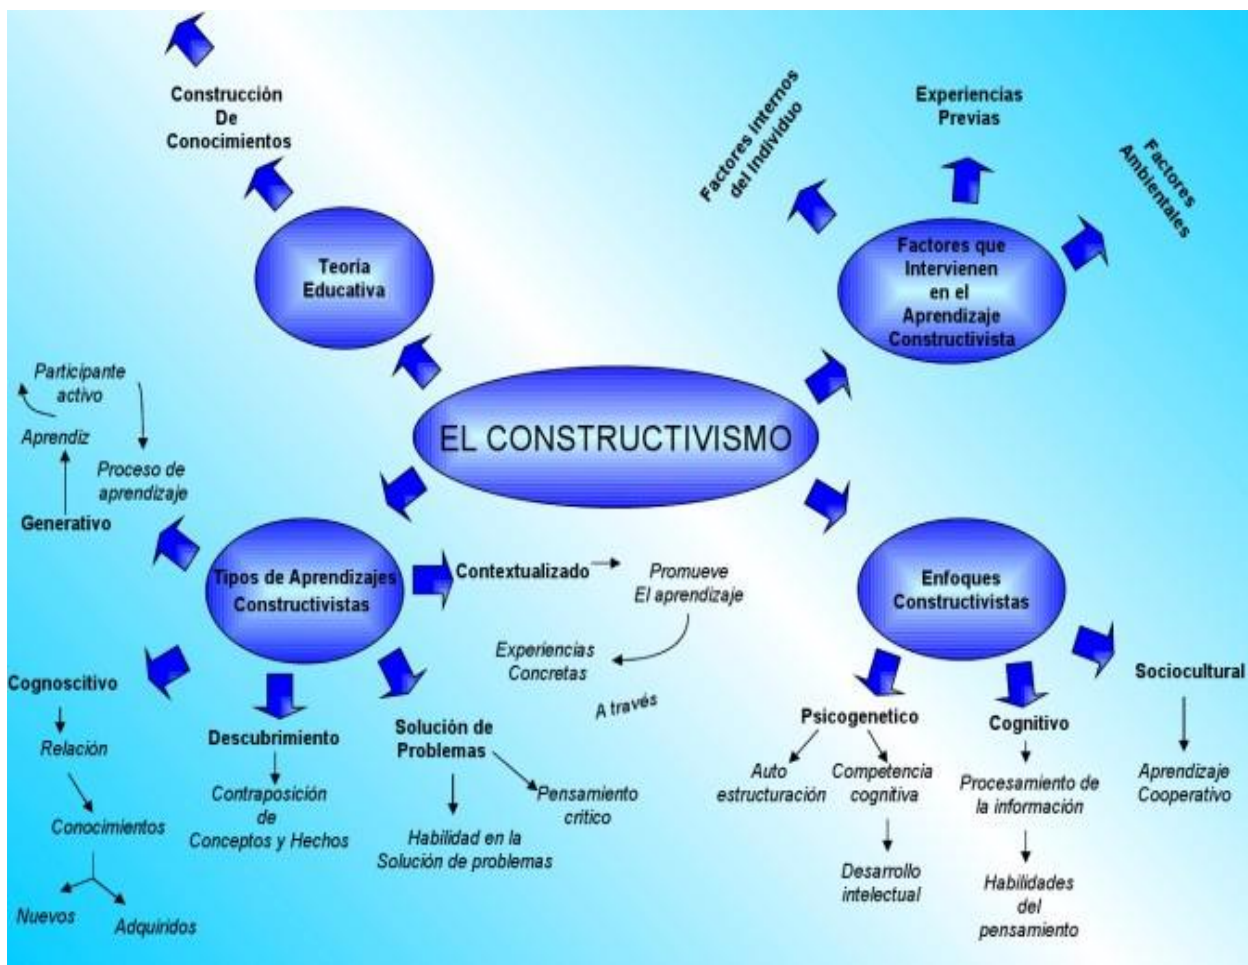 Construcción
De
Conocimientos
Teoría
Educativa
Factores Internos
del Individuo
Experiencias
Previas
Factores
Ambientales
Factores que
Intervienen
en el
Aprendizaje
Constructivista
EL CONSTRUCTIVISMO
Participante
activo
Aprendiz
Proceso de
aprendizaje
Generativo
Tipos de Aprendizajes
Constructivistas
Contextualizado
Promueve
El aprendizaje
Experiencias
Concretas
A través
Cognoscitivo
Relación
Conocimientos
Nuevos
Adquiridos
Descubrimiento
Contraposición
de
Conceptos y Hechos
Solución de
Problemas
Pensamiento
crítico
Habilidad en la
Solución de problemas
Enfoques
Constructivistas
Psicogenetico
Auto
estructuración
Competencia
cognitiva
Desarrollo
intelectual
Cognitivo
Procesamiento de
la información
Habilidades
del
pensamiento
Sociocultural
Aprendizaje
Cooperativo